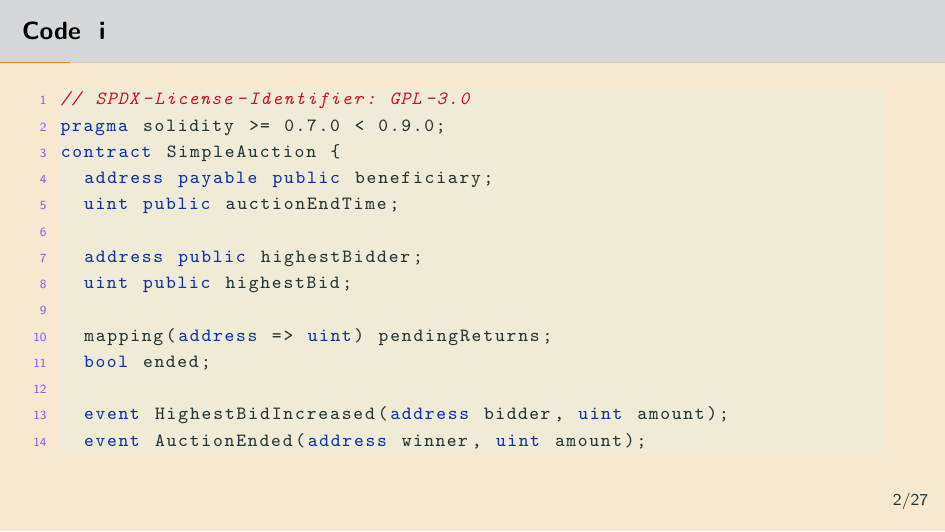 Code i
1 // SPDX-License-Identifier: GPL-3.0
2 pragma solidity >= 0.7.0 < 0.9.0;
3 contract SimpleAuction {
4 address payable public beneficiary;
5 uint public auctionEndTime;
6
7 address public highestBidder;
8 uint public highestBid;
9
10 mapping(address => uint) pendingReturns;
11 bool ended;
12
13 event HighestBidIncreased(address bidder, uint amount);
14 event AuctionEnded(address winner, uint amount);
2/27